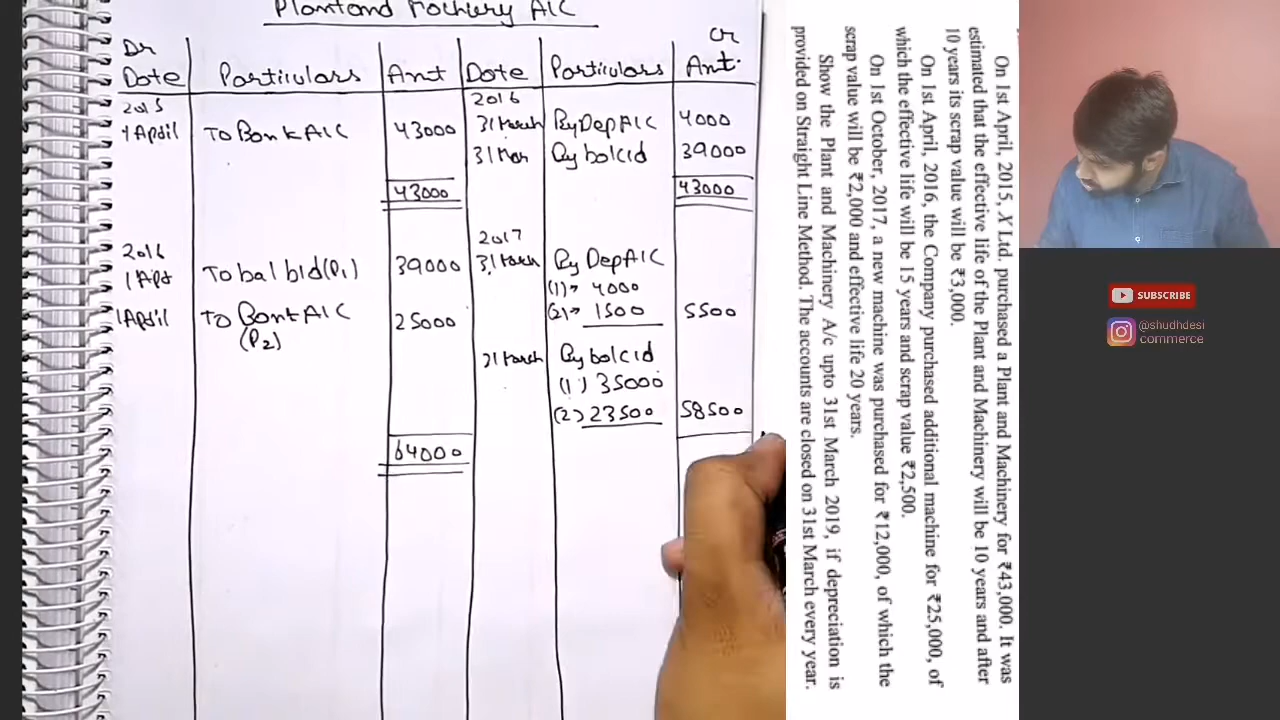 Plantand Machinery A/C
Dr
Cr
Date Particulars Amt Date Particulars Amt.
2015
1 April To Bank A/C 43000
2016
31 March By Dep A/C 4000
31 Mar By bal c/d 39000
43000 43000
2016
1 Apr To bal b/d (P1) 39000
1 April To Bank A/C 25000
(P2)
2017
31 March By Dep A/C
(1) → 4000
(2) → 1500 5500
31 March By bal c/d
(1) 35000
(2) 23500 58500
64000
On 1st April, 2015, X Ltd. purchased a Plant and Machinery for ₹43,000. It was
estimated that the effective life of the Plant and Machinery will be 10 years and after
10 years its scrap value will be ₹3,000.
On 1st April, 2016, the Company purchased additional machine for ₹25,000, of
which the effective life will be 15 years and scrap value ₹2,500.
On 1st October, 2017, a new machine was purchased for ₹12,000, of which the
scrap value will be ₹2,000 and effective life 20 years.
Show the Plant and Machinery A/c upto 31st March 2019, if depreciation is
provided on Straight Line Method. The accounts are closed on 31st March every year.
SUBSCRIBE
@shudhdesi
commerce